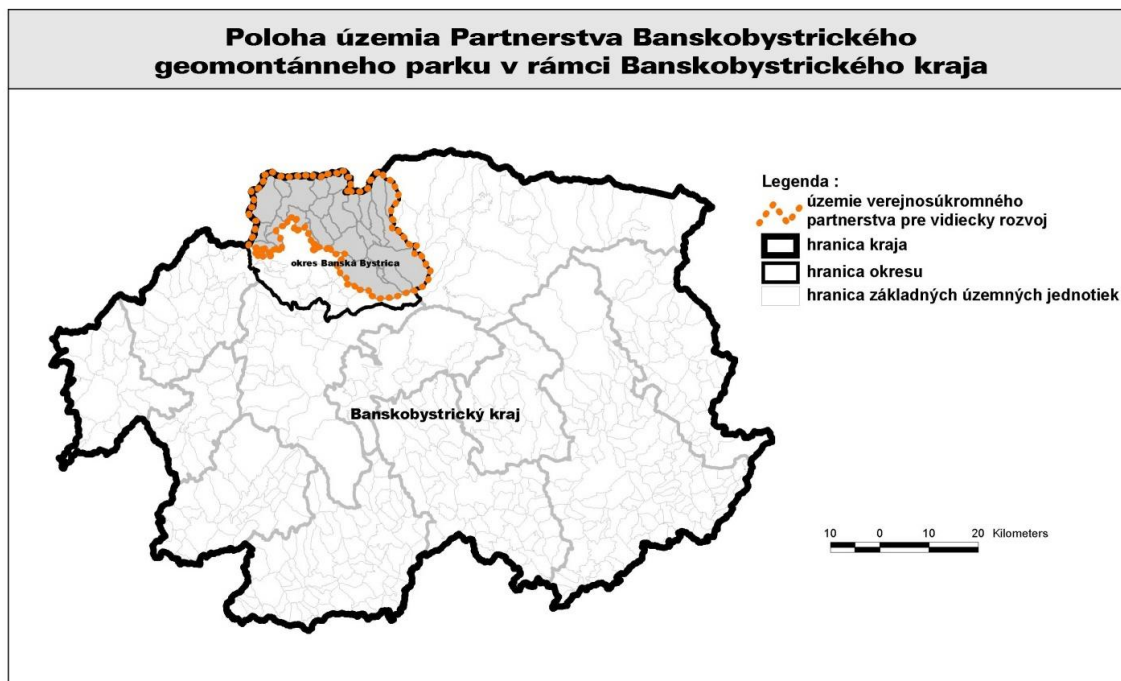 Poloha územia Partnerstva Banskobystrického
geomontánneho parku v rámci Banskobystrického kraja
Legenda :
územie verejnosúkromného
partnerstva pre vidiecky rozvoj
hranica kraja
hranica okresu
hranica základných územných jednotiek
okres Banská Bystrica
Banskobystrický kraj
10 0 10 20 Kilometers